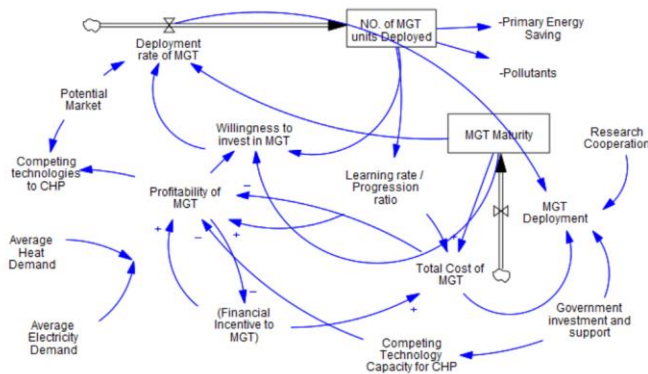 NO. of MGT
units Deployed
-Primary Energy
Saving
Deployment
rate of MGT
-Pollutants
Potential
Market
Willingness to
invest in MGT
MGT Maturity
Research
Cooperation
Competing
technologies
to CHP
Profitability of
MGT
–
Learning rate /
Progression
ratio
MGT
Deployment
+
–
+
+
Average
Heat
Demand
Total Cost of
MGT
–
(Financial
Incentive to
MGT)
+
Government
investment and
support
Average
Electricity
Demand
Competing
Technology
Capacity for CHP